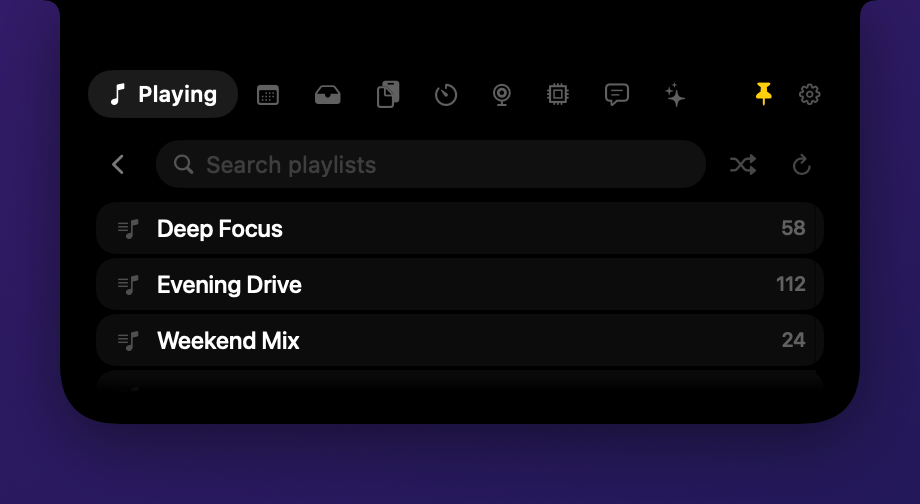 Playing
Search playlists
Deep Focus 58
Evening Drive 112
Weekend Mix 24